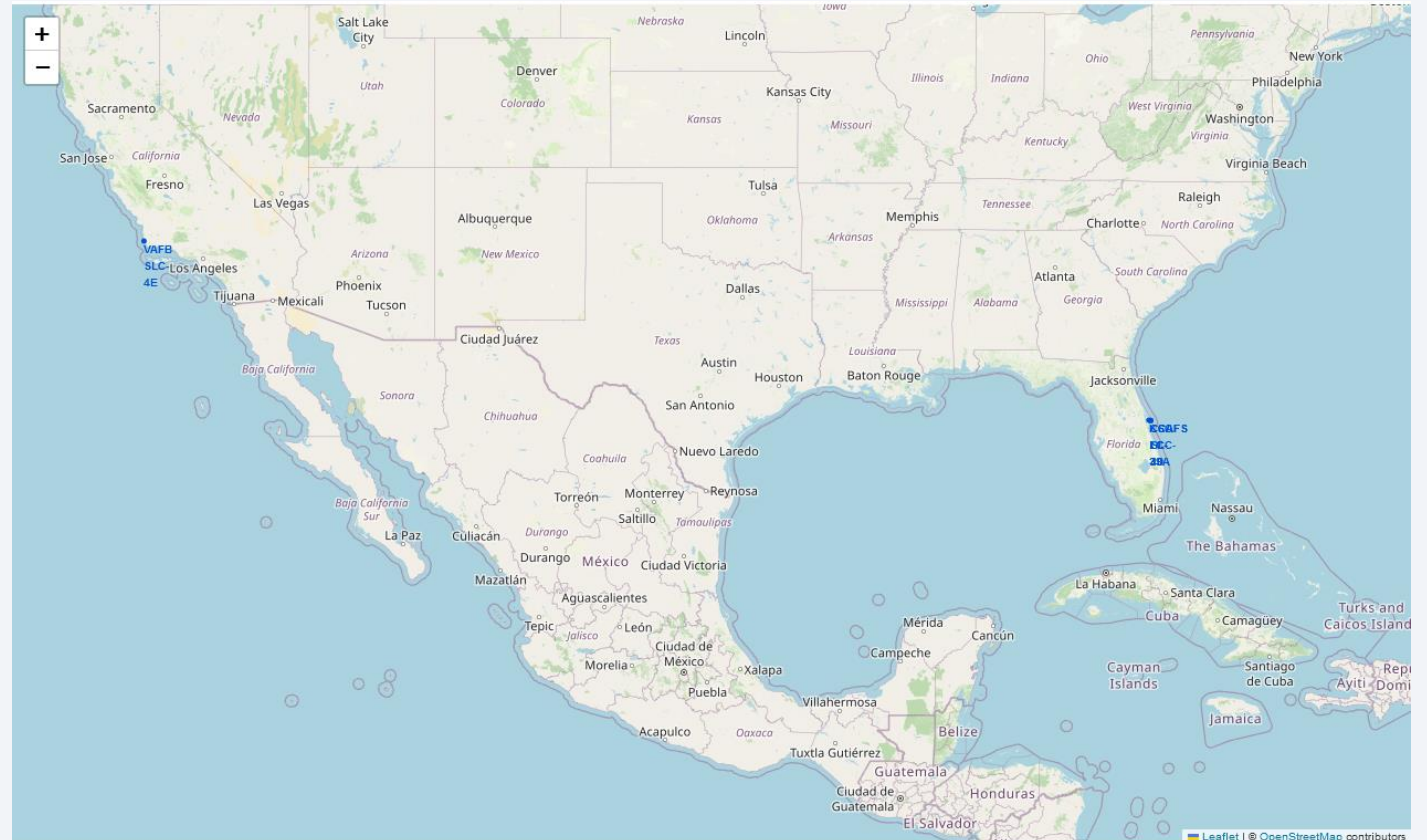 +
−
Salt Lake
City
Nebraska
Iowa
Lincoln
Pennsylvania
New York
Denver
Utah
Colorado
Illinois
Indiana
Ohio
Philadelphia
Kansas City
Sacramento
Nevada
Kansas
Missouri
West Virginia
Washington
Virginia
Kentucky
San Jose
California
Fresno
Las Vegas
Tulsa
Virginia Beach
Albuquerque
Oklahoma
Memphis
Tennessee
Raleigh
Charlotte
North Carolina
Arkansas
VAFB
SLC-
4E
Los Angeles
Arizona
New Mexico
Phoenix
Tucson
Tijuana
Mexicali
Dallas
Atlanta
South Carolina
Mississippi
Alabama
Georgia
Ciudad Juárez
Texas
Louisiana
Austin
Houston
Baton Rouge
Jacksonville
Baja California
Sonora
Chihuahua
San Antonio
Florida
Coahuila
Nuevo Laredo
Torreón
Monterrey
Reynosa
Saltillo
Tamaulipas
Baja California
Sur
La Paz
Culiacán
Durango
Durango
México
Ciudad Victoria
Miami
Nassau
The Bahamas
Mazatlán
Aguascalientes
La Habana
Santa Clara
Cuba
Camagüey
Turks and
Caicos Island
Tepic
Jalisco
León
Ciudad de
México
Morelia
Xalapa
Puebla
Mérida
Cancún
Campeche
Cayman
Islands
Santiago
de Cuba
Ayiti
Repu
Domi
Villahermosa
Acapulco
Oaxaca
Belize
Jamaica
Tuxtla Gutiérrez
Guatemala
Ciudad de
Guatemala
Honduras
El Salvador
Leaflet | © OpenStreetMap contributors